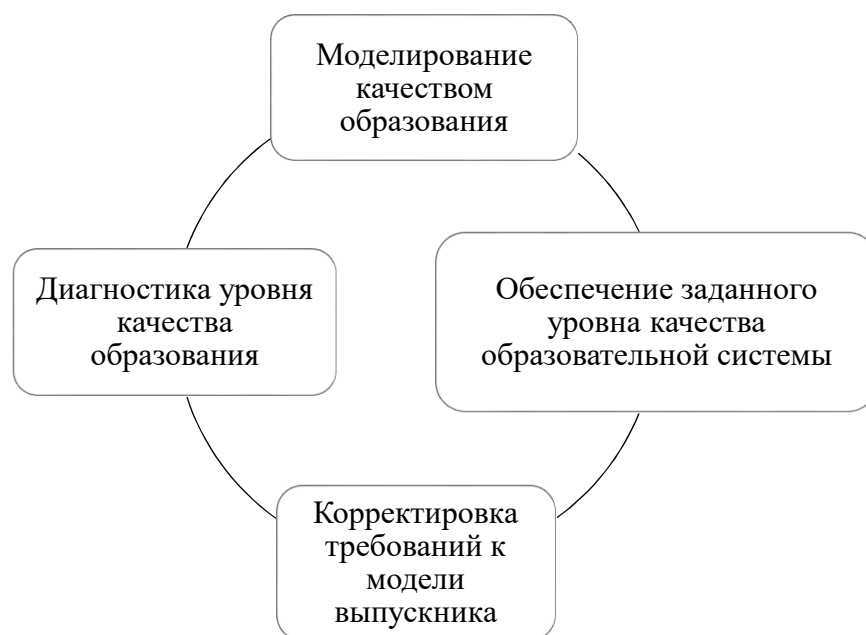 Моделирование
качеством
образования
Диагностика уровня
качества
образования
Обеспечение заданного
уровна качества
образовательной системы
Корректировка
требований к
модели
выпускника